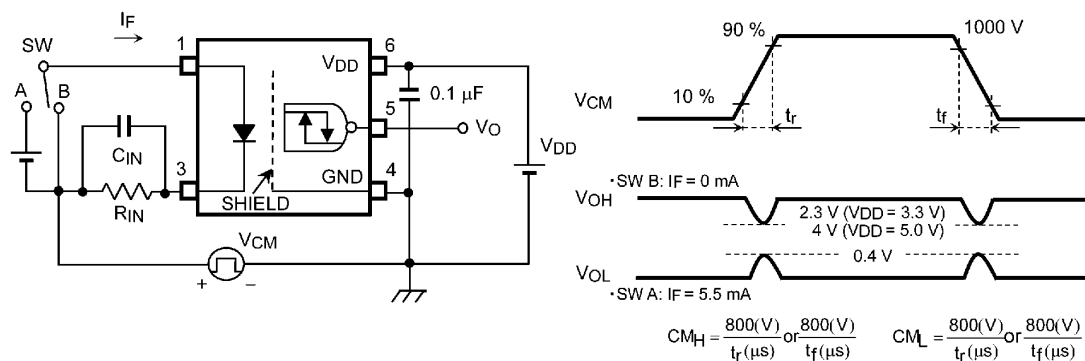 IF
SW
A
B
CIN
RIN
1
3
SHIELD
VDD
GND
6
5
4
0.1 μF
VO
VDD
VCM
+
–
90 %
1000 V
VCM
10 %
tr
tf
・SW B: IF = 0 mA
VOH
2.3 V (VDD = 3.3 V)
4 V (VDD = 5.0 V)
0.4 V
VOL
・SW A: IF = 5.5 mA
CMH = 800(V)/tr(μs) or 800(V)/tf(μs)
CML = 800(V)/tr(μs) or 800(V)/tf(μs)